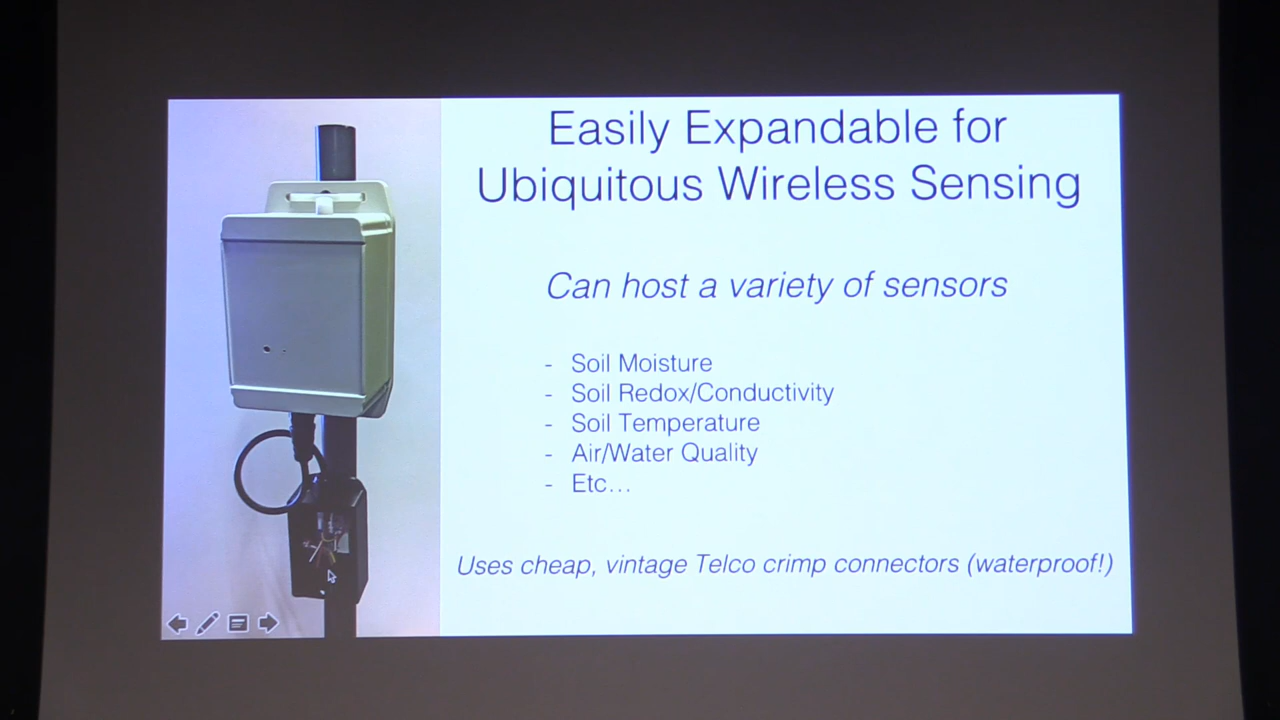 Easily Expandable for
Ubiquitous Wireless Sensing
Can host a variety of sensors
- Soil Moisture
- Soil Redox/Conductivity
- Soil Temperature
- Air/Water Quality
- Etc...
Uses cheap, vintage Telco crimp connectors (waterproof!)